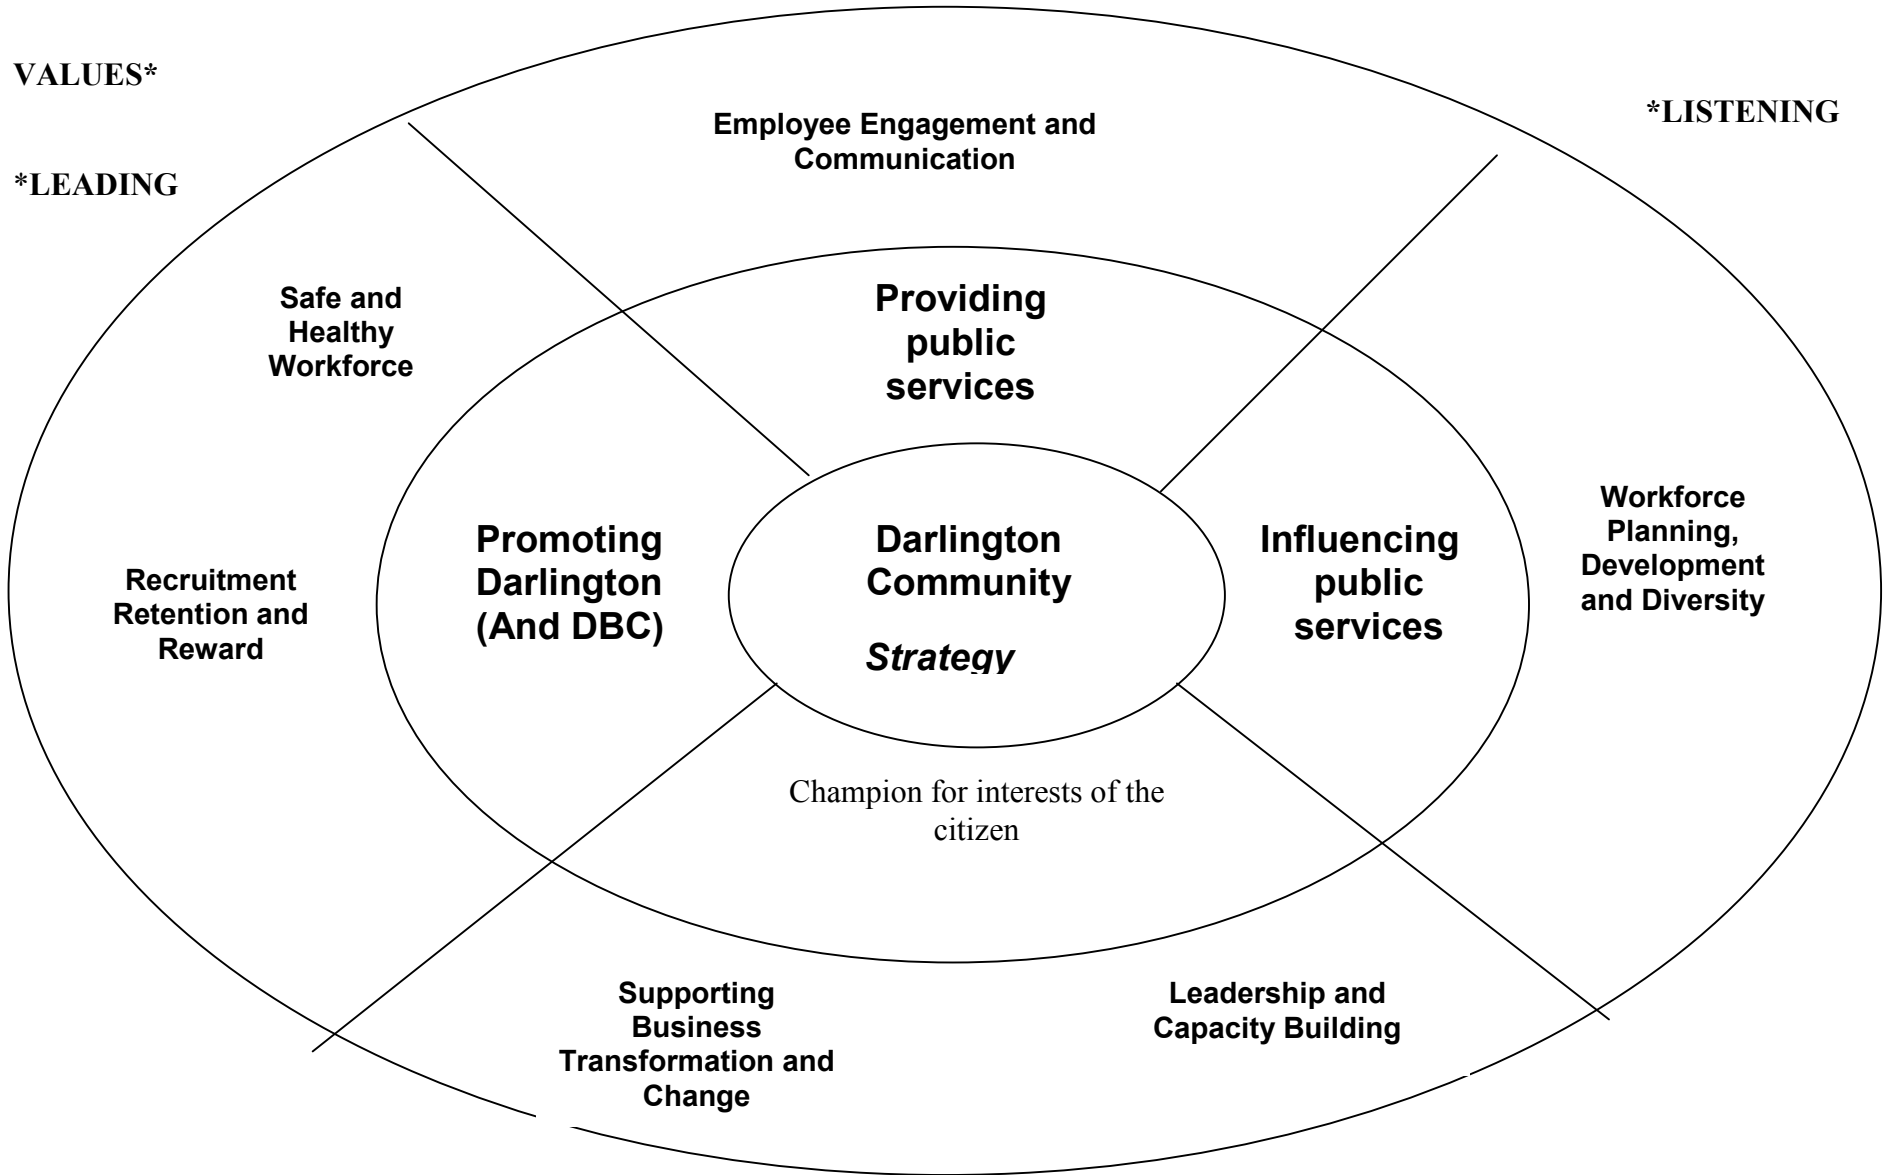 VALUES*
*LISTENING
*LEADING
Employee Engagement and
Communication
Safe and
Healthy
Workforce
Providing
public
services
Recruitment
Retention and
Reward
Promoting
Darlington
(And DBC)
Darlington
Community
Strategy
Influencing
public
services
Workforce
Planning,
Development
and Diversity
Champion for interests of the
citizen
Supporting
Business
Transformation and
Change
Leadership and
Capacity Building